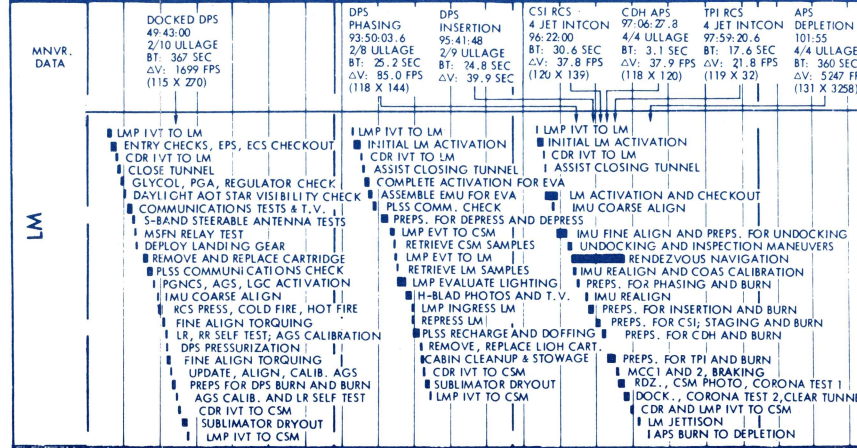 MNVR.
DATA
DOCKED DPS
49:43:00
2/10 ULLAGE
BT: 367 SEC
ΔV: 1699 FPS
(115 X 270)
DPS
PHASING
93:50:03.6
2/8 ULLAGE
BT: 25.2 SEC
ΔV: 85.0 FPS
(118 X 144)
DPS
INSERTION
95:41:48
2/9 ULLAGE
BT: 24.8 SEC
ΔV: 39.9 SEC
CSI RCS
4 JET INTCON
96:22:00
BT: 30.6 SEC
ΔV: 37.8 FPS
(120 X 139)
CDH APS
97:06:27.8
4/4 ULLAGE
BT: 3.1 SEC
ΔV: 37.9 FPS
(118 X 120)
TPI RCS
4 JET INTCON
97:59:20.6
BT: 17.6 SEC
ΔV: 21.8 FPS
(119 X 32)
APS
DEPLETION
101:55
4/4 ULLAGE
BT: 360 SEC
ΔV: 5247 FP
(131 X 3258)
LM
LMP IVT TO LM
ENTRY CHECKS, EPS, ECS CHECKOUT
CDR IVT TO LM
CLOSE TUNNEL
GLYCOL, PGA, REGULATOR CHECK
DAYLIGHT AOT STAR VISIBILITY CHECK
COMMUNICATIONS TESTS & T.V.
S-BAND STEERABLE ANTENNA TESTS
MSFN RELAY TEST
DEPLOY LANDING GEAR
REMOVE AND REPLACE CARTRIDGE
PLSS COMMUNICATIONS CHECK
PGNCS, AGS, LGC ACTIVATION
IMU COARSE ALIGN
RCS PRESS, COLD FIRE, HOT FIRE
FINE ALIGN TORQUING
LR, RR SELF TEST; AGS CALIBRATION
DPS PRESSURIZATION
FINE ALIGN TORQUING
UPDATE, ALIGN, CALIB. AGS
PREPS FOR DPS BURN AND BURN
AGS CALIB. AND LR SELF TEST
CDR IVT TO CSM
SUBLIMATOR DRYOUT
LMP IVT TO CSM
LMP IVT TO LM
INITIAL LM ACTIVATION
CDR IVT TO LM
ASSIST CLOSING TUNNEL
COMPLETE ACTIVATION FOR EVA
ASSEMBLE EMU FOR EVA
PLSS COMM. CHECK
PREPS. FOR DEPRESS AND DEPRESS
LMP EVT TO CSM
RETRIEVE CSM SAMPLES
LMP EVT TO LM
RETRIEVE LM SAMPLES
LMP EVALUATE LIGHTING
H-BLAD PHOTOS AND T.V.
LMP INGRESS LM
REPRESS LM
PLSS RECHARGE AND DOFFING
REMOVE, REPLACE LIOH CART.
CABIN CLEANUP & STOWAGE
CDR IVT TO CSM
SUBLIMATOR DRYOUT
LMP IVT TO CSM
LMP IVT TO LM
INITIAL LM ACTIVATION
CDR IVT TO LM
ASSIST CLOSING TUNNEL
LM ACTIVATION AND CHECKOUT
IMU COARSE ALIGN
IMU FINE ALIGN AND PREPS. FOR UNDOCKING
UNDOCKING AND INSPECTION MANEUVERS
RENDEZVOUS NAVIGATION
IMU REALIGN AND COAS CALIBRATION
PREPS. FOR PHASING AND BURN
IMU REALIGN
PREPS. FOR INSERTION AND BURN
PREPS. FOR CSI; STAGING AND BURN
PREPS. FOR CDH AND BURN
PREPS. FOR TPI AND BURN
MCC1 AND 2, BRAKING
RDZ., CSM PHOTO, CORONA TEST 1
DOCK., CORONA TEST 2,CLEAR TUNNE
CDR AND LMP IVT TO CSM
LM JETTISON
APS BURN TO DEPLETION